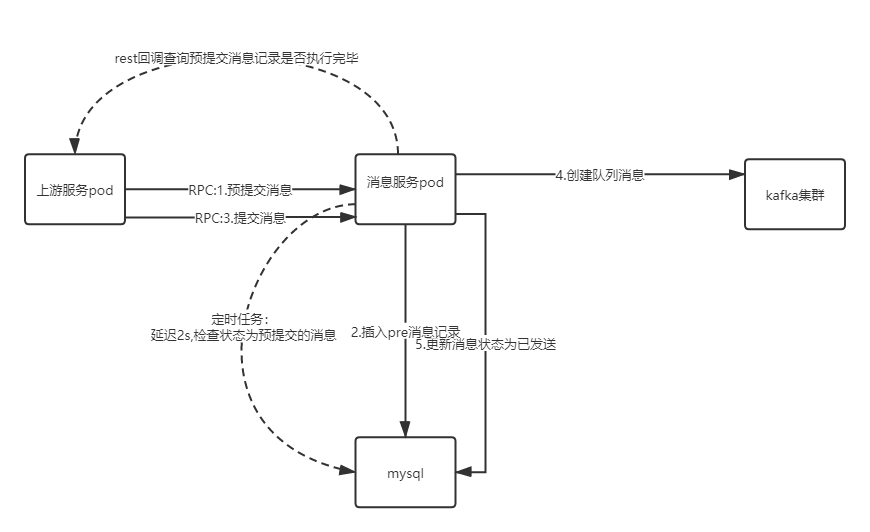 rest回调查询预提交消息记录是否执行完毕
上游服务pod
RPC:1.预提交消息
RPC:3.提交消息
消息服务pod
4.创建队列消息
kafka集群
定时任务：
延迟2s,检查状态为预提交的消息
2.插入pre消息记录
5.更新消息状态为已发送
mysql